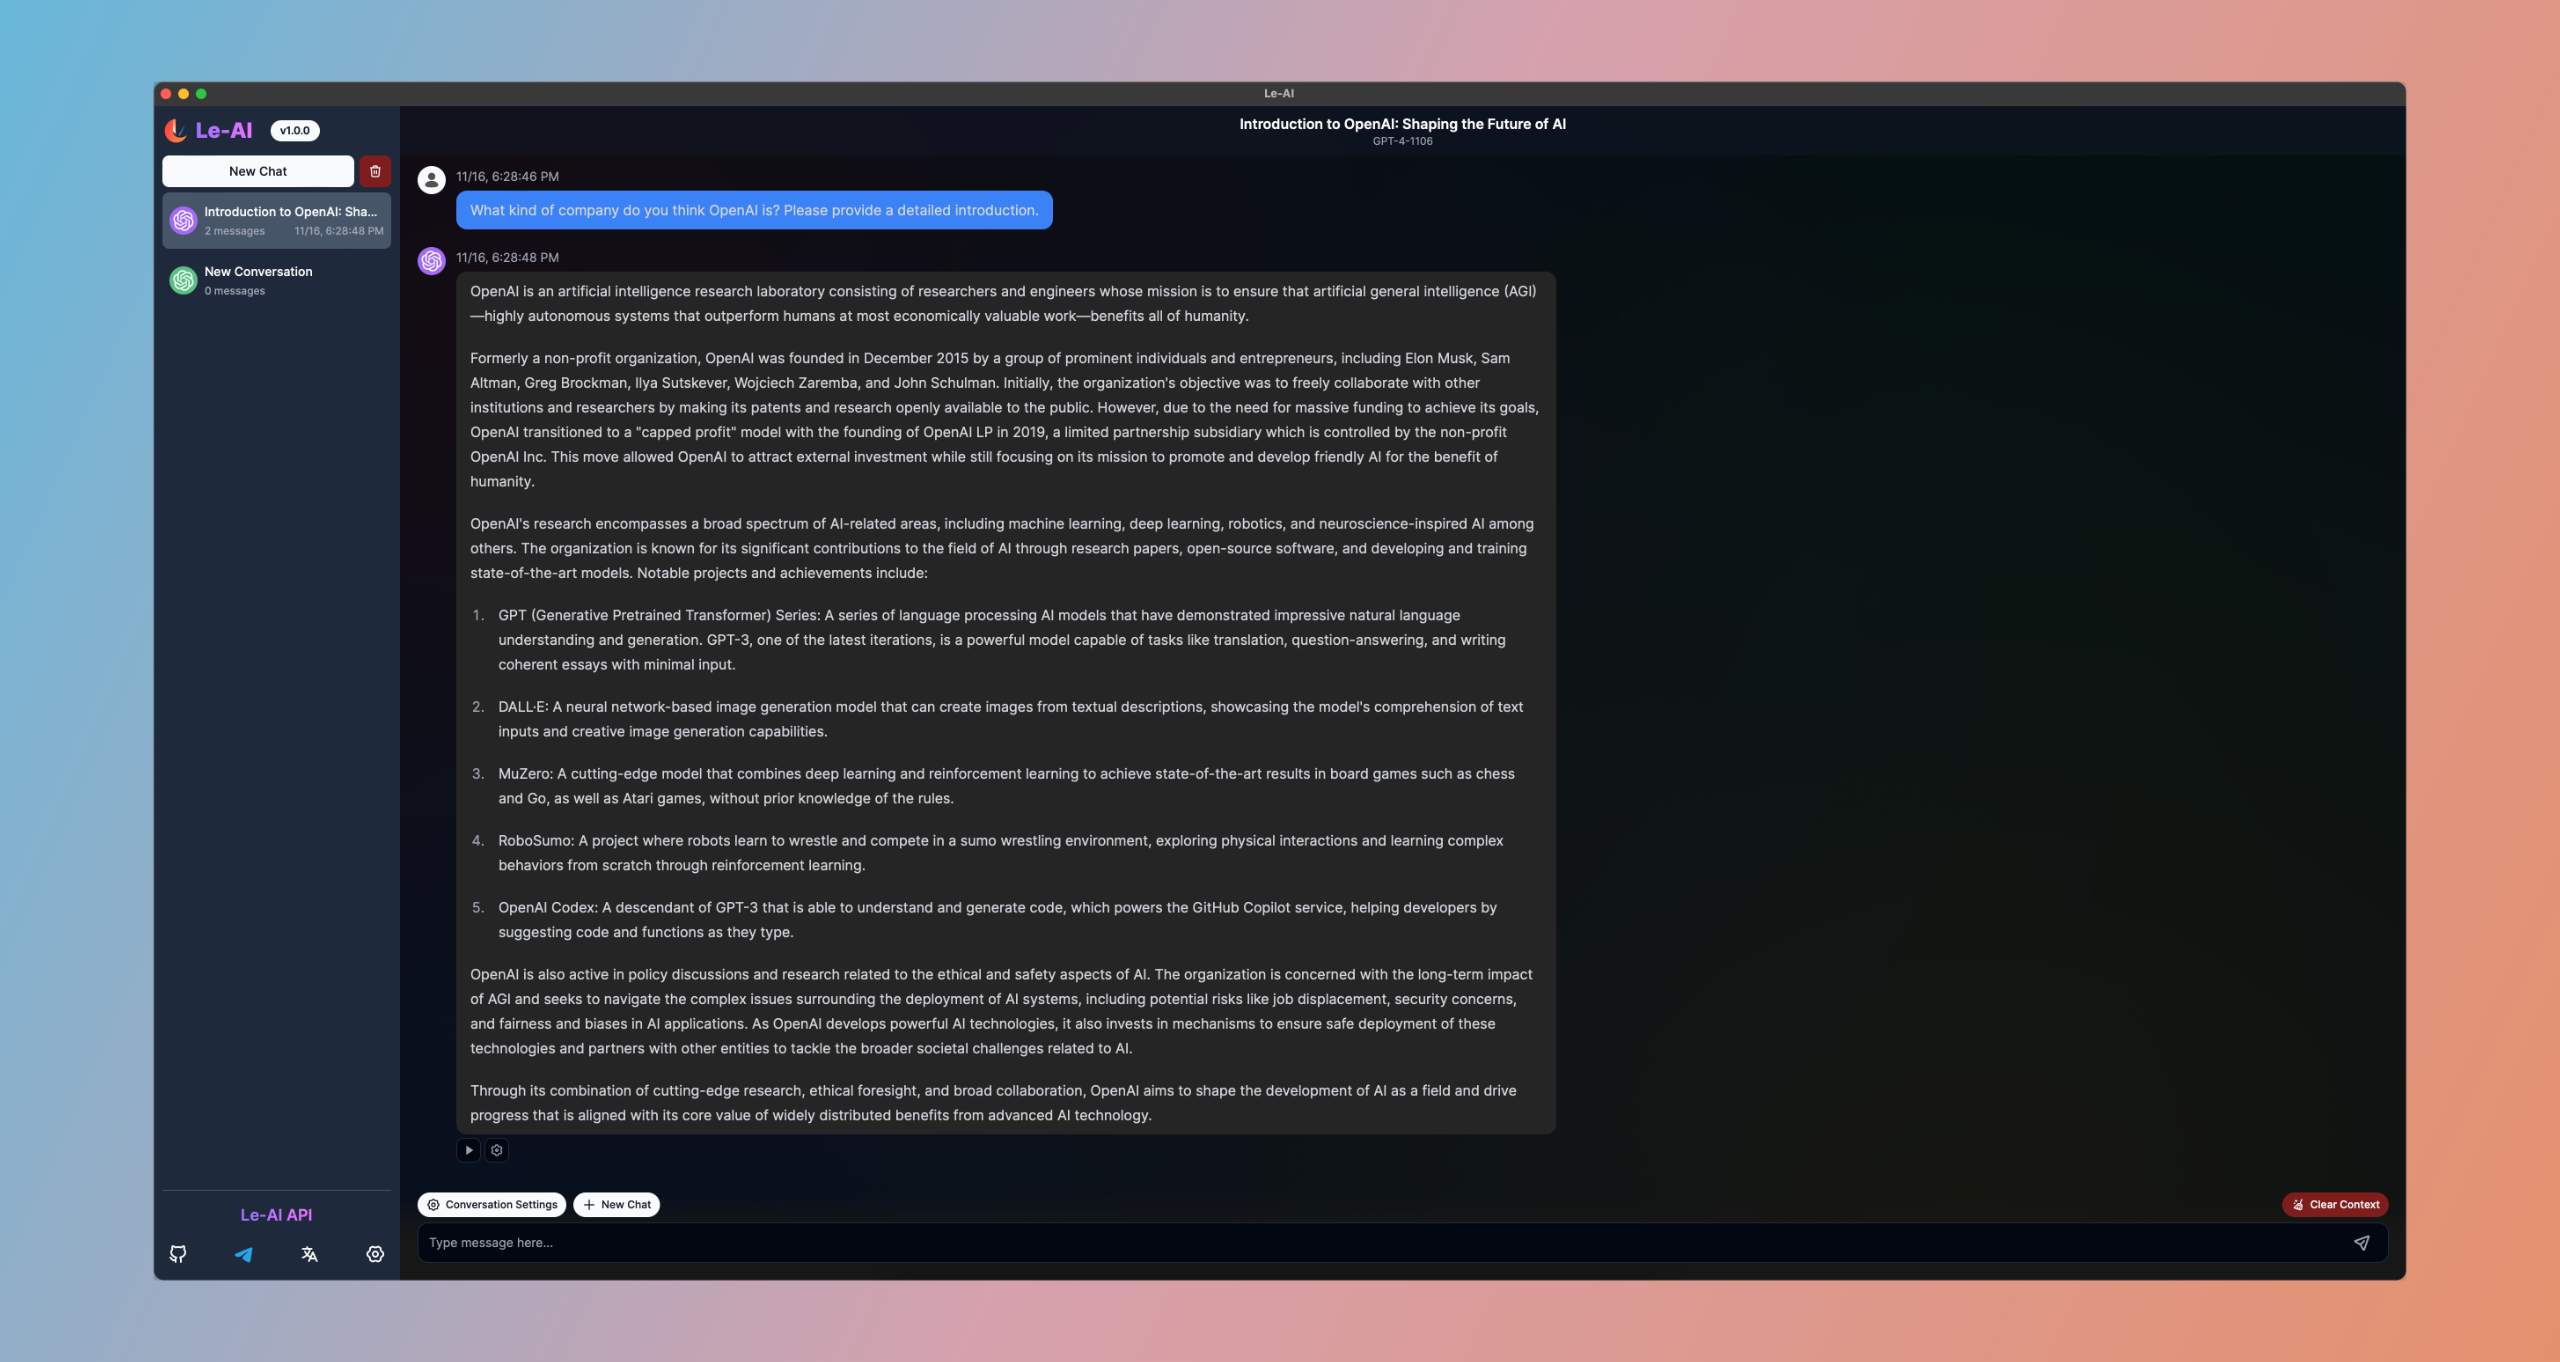 Le-AI
Le-AI
v1.0.0
New Chat
Introduction to OpenAI: Sha...
2 messages
11/16, 6:28:48 PM
New Conversation
0 messages
Le-AI API
Introduction to OpenAI: Shaping the Future of AI
GPT-4-1106
11/16, 6:28:46 PM
What kind of company do you think OpenAI is? Please provide a detailed introduction.
11/16, 6:28:48 PM
OpenAI is an artificial intelligence research laboratory consisting of researchers and engineers whose mission is to ensure that artificial general intelligence (AGI)
—highly autonomous systems that outperform humans at most economically valuable work—benefits all of humanity.
Formerly a non-profit organization, OpenAI was founded in December 2015 by a group of prominent individuals and entrepreneurs, including Elon Musk, Sam
Altman, Greg Brockman, Ilya Sutskever, Wojciech Zaremba, and John Schulman. Initially, the organization's objective was to freely collaborate with other
institutions and researchers by making its patents and research openly available to the public. However, due to the need for massive funding to achieve its goals,
OpenAI transitioned to a "capped profit" model with the founding of OpenAI LP in 2019, a limited partnership subsidiary which is controlled by the non-profit
OpenAI Inc. This move allowed OpenAI to attract external investment while still focusing on its mission to promote and develop friendly AI for the benefit of
humanity.
OpenAI's research encompasses a broad spectrum of AI-related areas, including machine learning, deep learning, robotics, and neuroscience-inspired AI among
others. The organization is known for its significant contributions to the field of AI through research papers, open-source software, and developing and training
state-of-the-art models. Notable projects and achievements include:
1. GPT (Generative Pretrained Transformer) Series: A series of language processing AI models that have demonstrated impressive natural language
understanding and generation. GPT-3, one of the latest iterations, is a powerful model capable of tasks like translation, question-answering, and writing
coherent essays with minimal input.
2. DALL·E: A neural network-based image generation model that can create images from textual descriptions, showcasing the model's comprehension of text
inputs and creative image generation capabilities.
3. MuZero: A cutting-edge model that combines deep learning and reinforcement learning to achieve state-of-the-art results in board games such as chess
and Go, as well as Atari games, without prior knowledge of the rules.
4. RoboSumo: A project where robots learn to wrestle and compete in a sumo wrestling environment, exploring physical interactions and learning complex
behaviors from scratch through reinforcement learning.
5. OpenAI Codex: A descendant of GPT-3 that is able to understand and generate code, which powers the GitHub Copilot service, helping developers by
suggesting code and functions as they type.
OpenAI is also active in policy discussions and research related to the ethical and safety aspects of AI. The organization is concerned with the long-term impact
of AGI and seeks to navigate the complex issues surrounding the deployment of AI systems, including potential risks like job displacement, security concerns,
and fairness and biases in AI applications. As OpenAI develops powerful AI technologies, it also invests in mechanisms to ensure safe deployment of these
technologies and partners with other entities to tackle the broader societal challenges related to AI.
Through its combination of cutting-edge research, ethical foresight, and broad collaboration, OpenAI aims to shape the development of AI as a field and drive
progress that is aligned with its core value of widely distributed benefits from advanced AI technology.
Conversation Settings
New Chat
Clear Context
Type message here...